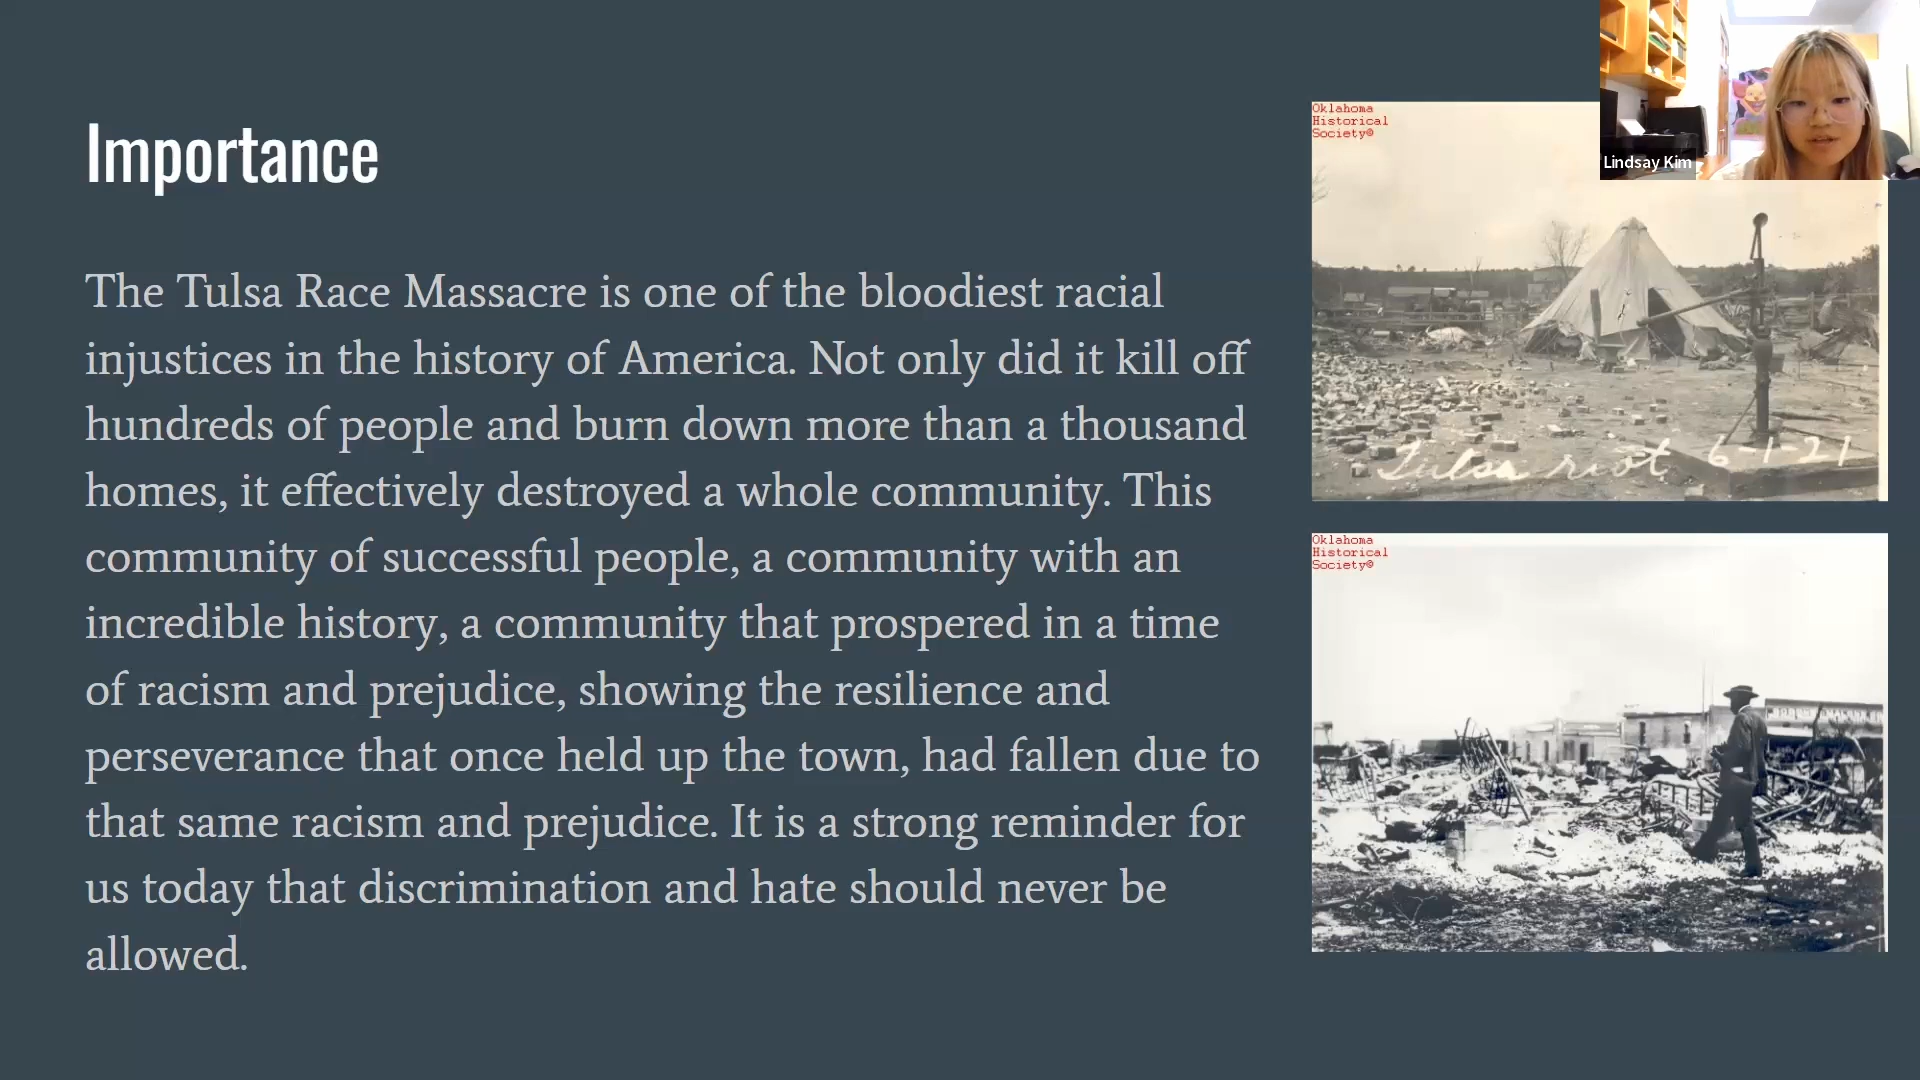 Importance
The Tulsa Race Massacre is one of the bloodiest racial
injustices in the history of America. Not only did it kill off
hundreds of people and burn down more than a thousand
homes, it effectively destroyed a whole community. This
community of successful people, a community with an
incredible history, a community that prospered in a time
of racism and prejudice, showing the resilience and
perseverance that once held up the town, had fallen due to
that same racism and prejudice. It is a strong reminder for
us today that discrimination and hate should never be
allowed.
Oklahoma
Historical
Society©
Lindsay Kim
Tulsa riot 6-1-21
Oklahoma
Historical
Society©